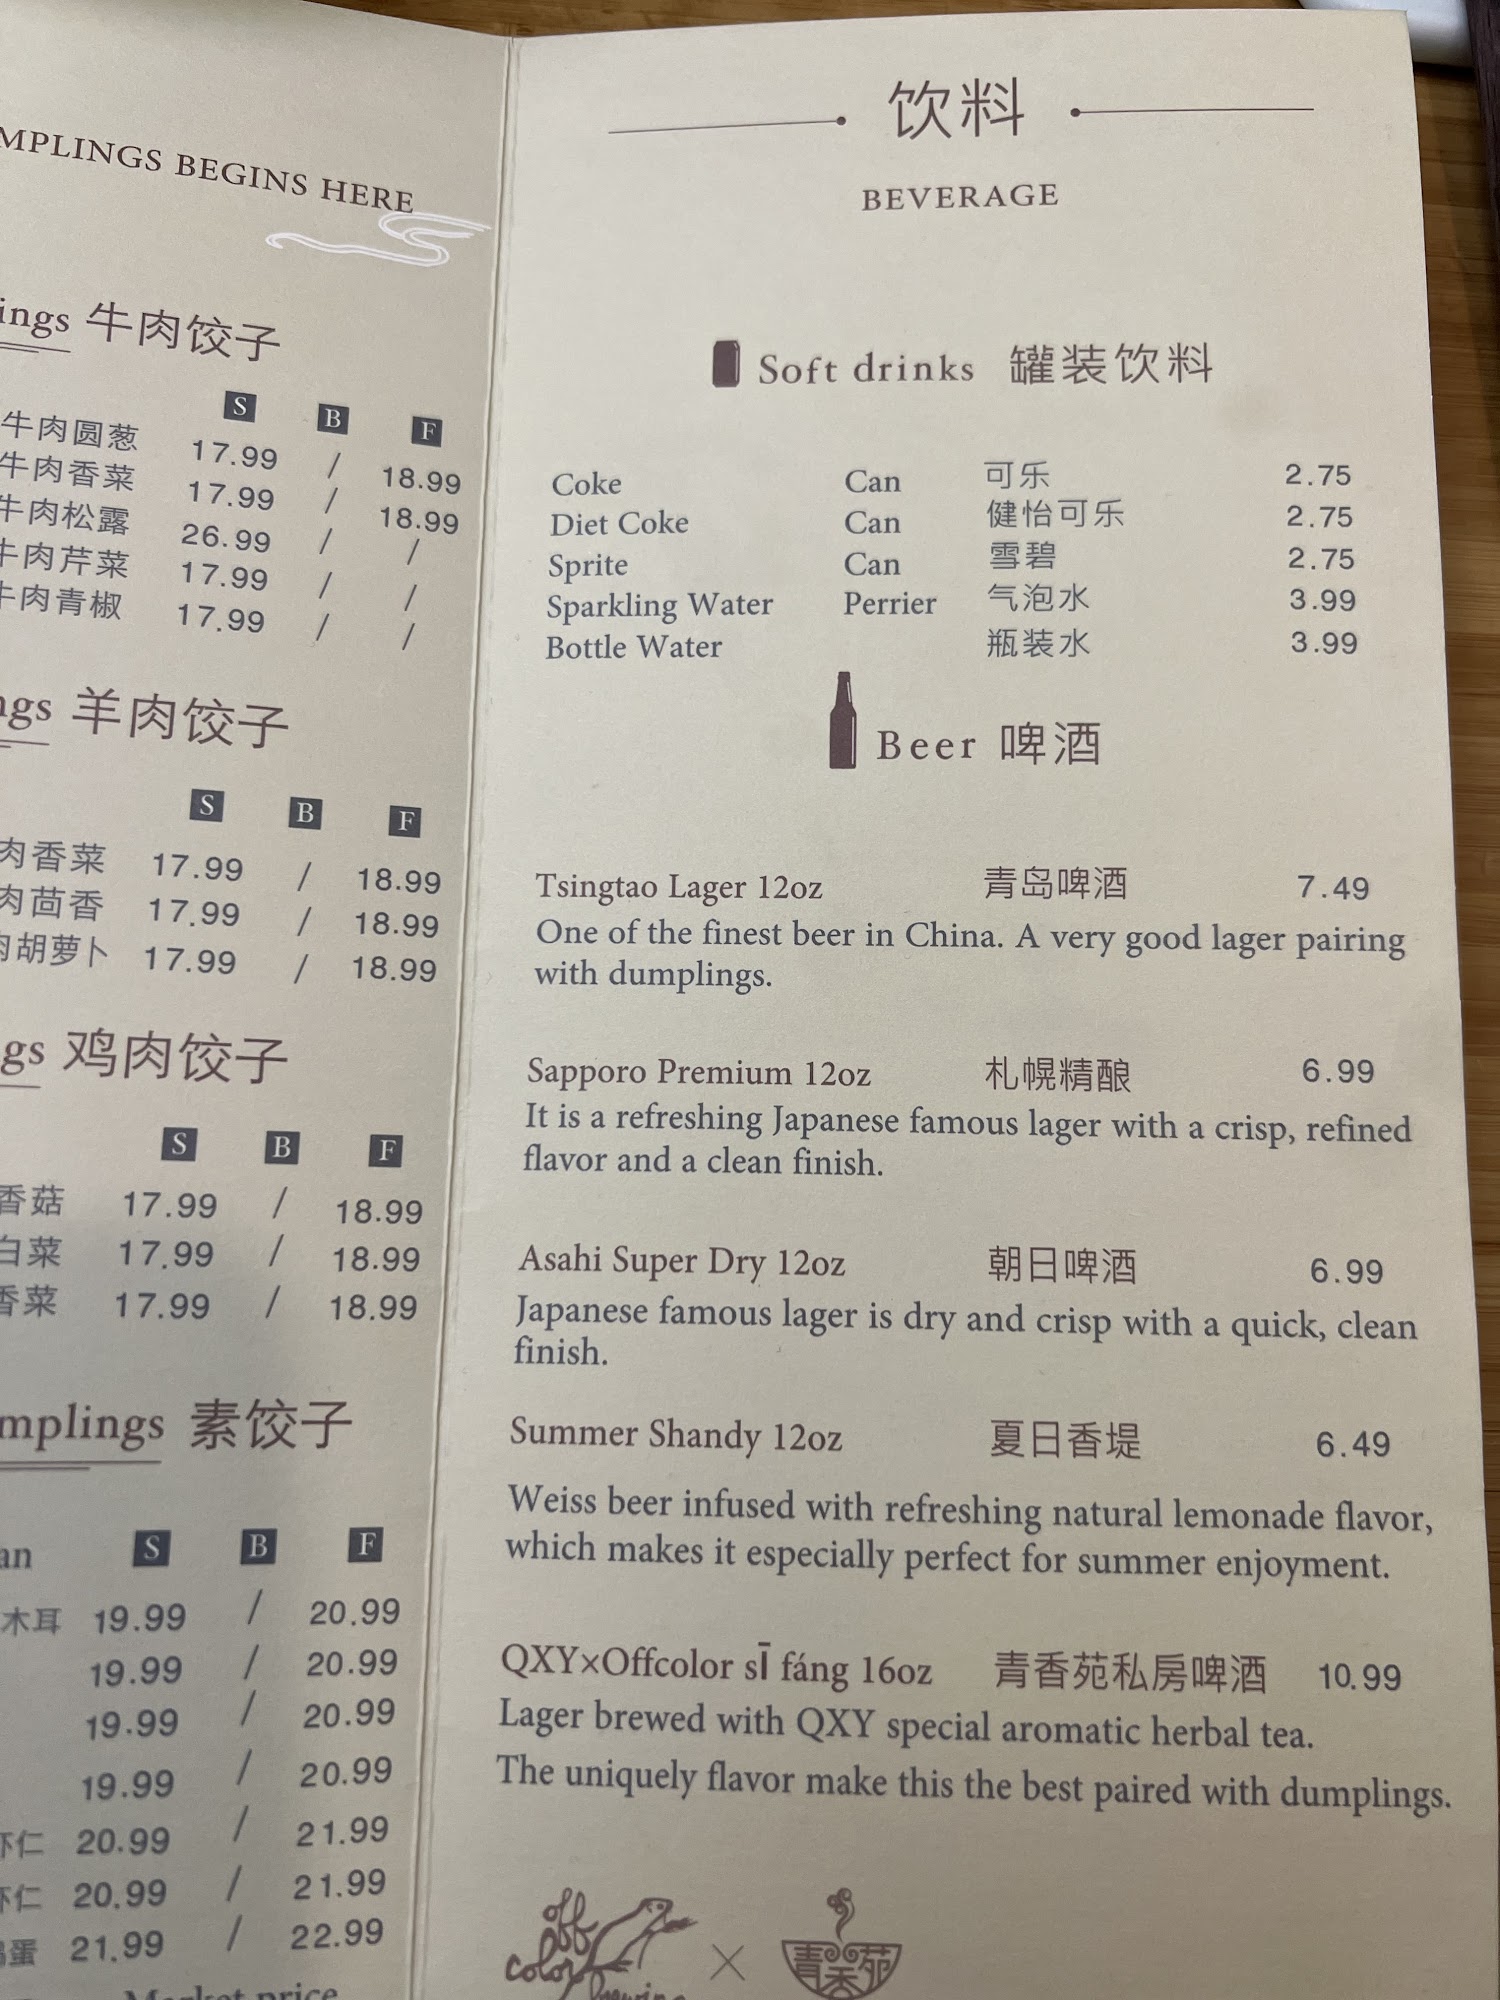 MPLINGS BEGINS HERE
ings 牛肉饺子
S B F
牛肉圆葱 17.99 / 18.99
牛肉香菜 17.99 / 18.99
牛肉松露 26.99 / /
牛肉芹菜 17.99 / /
牛肉青椒 17.99 / /
ngs 羊肉饺子
S B F
肉香菜 17.99 / 18.99
肉茴香 17.99 / 18.99
肉胡萝卜 17.99 / 18.99
gs 鸡肉饺子
S B F
香菇 17.99 / 18.99
白菜 17.99 / 18.99
香菜 17.99 / 18.99
mplings 素饺子
an S B F
木耳 19.99 / 20.99
19.99 / 20.99
19.99 / 20.99
19.99 / 20.99
虾仁 20.99 / 21.99
虾仁 20.99 / 21.99
蛋 21.99 / 22.99
Market price
饮料
BEVERAGE
Soft drinks 罐装饮料
Coke Can 可乐 2.75
Diet Coke Can 健怡可乐 2.75
Sprite Can 雪碧 2.75
Sparkling Water Perrier 气泡水 3.99
Bottle Water 瓶装水 3.99
Beer 啤酒
Tsingtao Lager 12oz 青岛啤酒 7.49
One of the finest beer in China. A very good lager pairing
with dumplings.
Sapporo Premium 12oz 札幌精酿 6.99
It is a refreshing Japanese famous lager with a crisp, refined
flavor and a clean finish.
Asahi Super Dry 12oz 朝日啤酒 6.99
Japanese famous lager is dry and crisp with a quick, clean
finish.
Summer Shandy 12oz 夏日香堤 6.49
Weiss beer infused with refreshing natural lemonade flavor,
which makes it especially perfect for summer enjoyment.
QXY×Offcolor sī fáng 16oz 青香苑私房啤酒 10.99
Lager brewed with QXY special aromatic herbal tea.
The uniquely flavor make this the best paired with dumplings.
off
color
brewing
×
青香苑